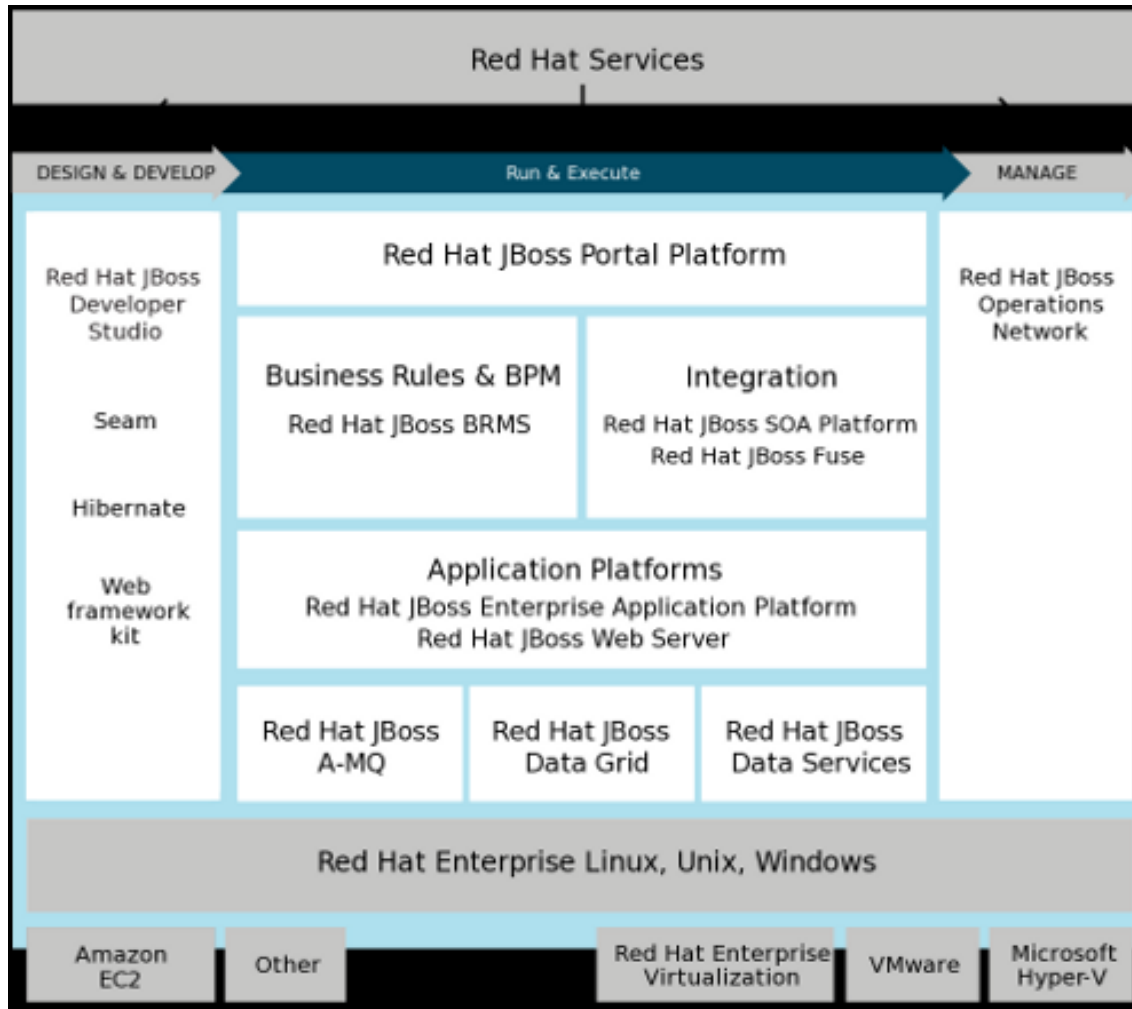 Red Hat Services
DESIGN & DEVELOP
Run & Execute
MANAGE
Red Hat JBoss
Developer
Studio
Seam
Hibernate
Web
framework
kit
Red Hat JBoss Portal Platform
Business Rules & BPM
Red Hat JBoss BRMS
Integration
Red Hat JBoss SOA Platform
Red Hat JBoss Fuse
Application Platforms
Red Hat JBoss Enterprise Application Platform
Red Hat JBoss Web Server
Red Hat JBoss
A-MQ
Red Hat JBoss
Data Grid
Red Hat JBoss
Data Services
Red Hat JBoss
Operations
Network
Red Hat Enterprise Linux, Unix, Windows
Amazon
EC2
Other
Red Hat Enterprise
Virtualization
VMware
Microsoft
Hyper-V